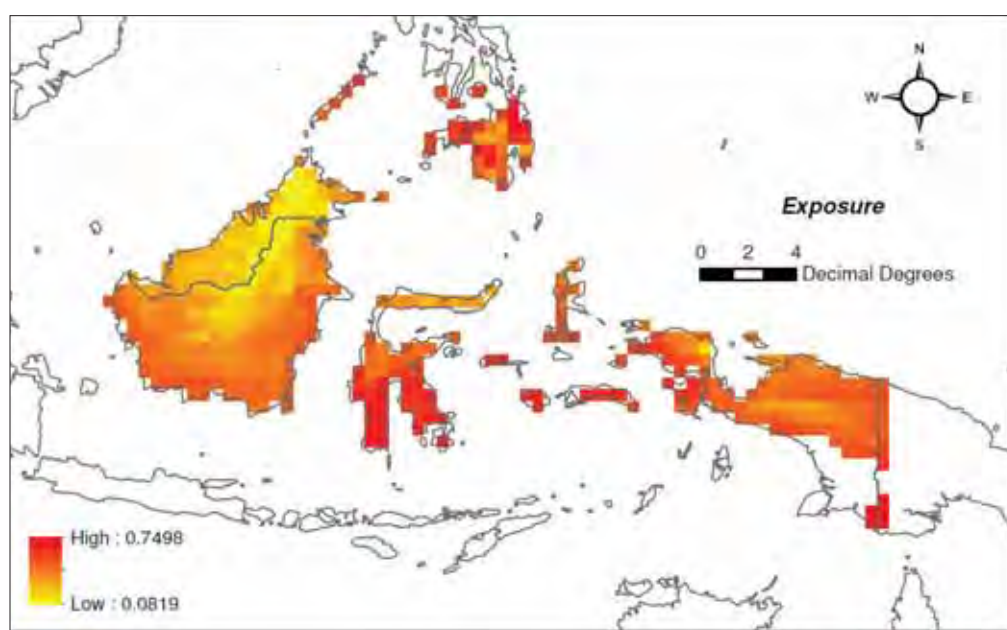 N
W E
S
Exposure
0 2 4
Decimal Degrees
High : 0.7498
Low : 0.0819